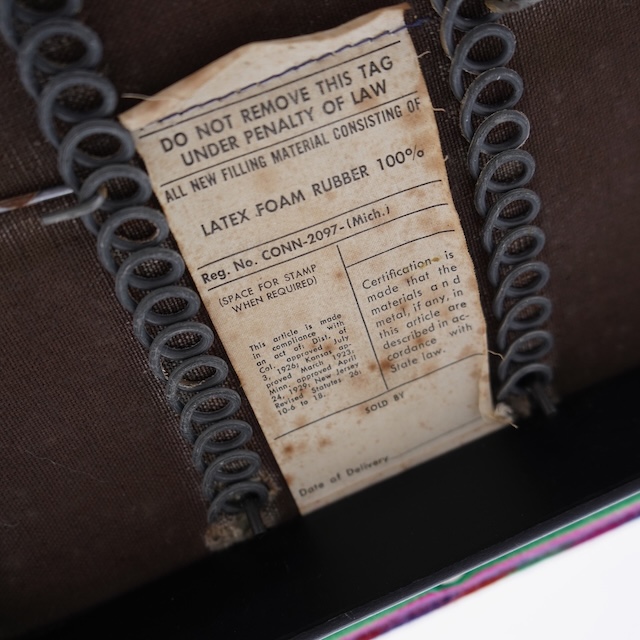 DO NOT REMOVE THIS TAG
UNDER PENALTY OF LAW
ALL NEW FILLING MATERIAL CONSISTING OF
LATEX FOAM RUBBER 100%
Reg. No. CONN-2097-(Mich.)
(SPACE FOR STAMP
WHEN REQUIRED)
This article is made
in compliance with
an act of Dist. of
Col. approved July
3, 1926; Kansas ap-
proved March 1923;
Minn. approved April
24, 1929; New Jersey
Revised Statutes 26:
10-6 to 18.
Certification is
made that the
materials and
metal, if any, in
this article are
described in ac-
cordance with
State law.
SOLD BY
Date of Delivery